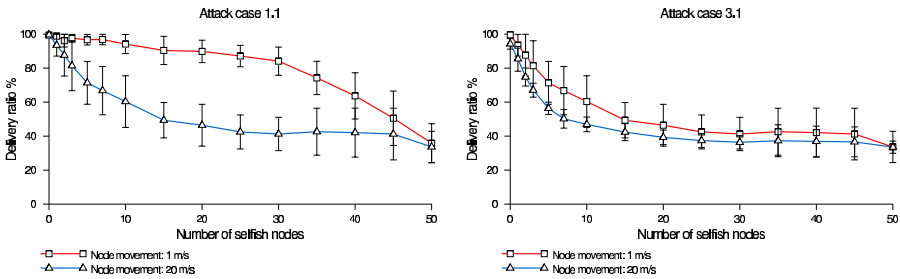 Attack case 1.1
Delivery ratio %
100
80
60
40
20
0
0 10 20 30 40 50
Number of selfish nodes
Node movement: 1 m/s
Node movement: 20 m/s
Attack case 3.1
Delivery ratio %
100
80
60
40
20
0
0 10 20 30 40 50
Number of selfish nodes
Node movement: 1 m/s
Node movement: 20 m/s